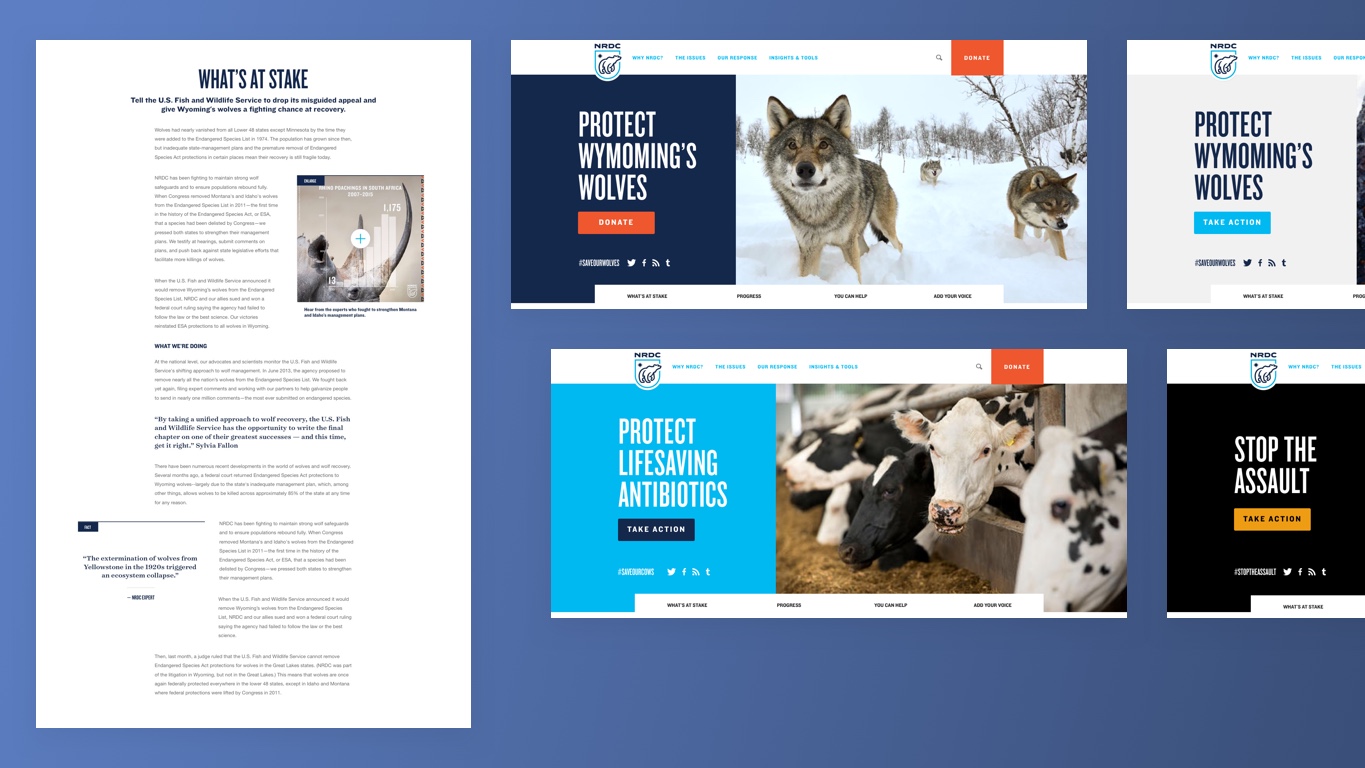 WHAT'S AT STAKE
Tell the U.S. Fish and Wildlife Service to drop its misguided appeal and
give Wyoming's wolves a fighting chance at recovery.
Wolves had nearly vanished from all Lower 48 states except Minnesota by the time they
were added to the Endangered Species List in 1974. The population has grown since then,
but inadequate state-management plans and the premature removal of Endangered
Species Act protections in certain places mean their recovery is still fragile today.
NRDC has been fighting to maintain strong wolf
safeguards and to ensure populations rebound fully.
When Congress removed Montana's and Idaho's wolves
from the Endangered Species List in 2011—the first time
in the history of the Endangered Species Act, or ESA,
that a species had been delisted by Congress—we
pressed both states to strengthen their management
plans. We testify at hearings, submit comments on
plans, and push back against state legislative efforts that
facilitate more killings of wolves.
ENLARGE
RHINO POACHINGS IN SOUTH AFRICA
2007-2014
1,175
13
Hear from the experts who fought to strengthen Montana
and Idaho's management plans.
When the U.S. Fish and Wildlife Service announced it
would remove Wyoming's wolves from the Endangered
Species List, NRDC and our allies sued and won a
federal court ruling saying the agency had failed to
follow the law or the best science. Our victories
reinstated ESA protections to all wolves in Wyoming.
WHAT WE'RE DOING
At the national level, our advocates and scientists monitor the U.S. Fish and Wildlife
Service's shifting approach to wolf management. In June 2013, the agency proposed to
remove nearly all the nation's wolves from the Endangered Species List. We fought back
yet again, filing expert comments and working with our partners to help galvanize people
to send in nearly one million comments—the most ever submitted on endangered species.
“By taking a unified approach to wolf recovery, the U.S. Fish
and Wildlife Service has the opportunity to write the final
chapter on one of their greatest successes — and this time,
get it right.” Sylvia Fallon
There have been numerous recent developments in the world of wolves and wolf recovery.
Several months ago, a federal court returned Endangered Species Act protections to
Wyoming wolves—largely due to the state's inadequate management plan, which, among
other things, allows wolves to be killed across approximately 85% of the state at any time
for any reason.
FACT
“The extermination of wolves from
Yellowstone in the 1920s triggered
an ecosystem collapse.”
— NRDC EXPERT
NRDC has been fighting to maintain strong wolf safeguards
and to ensure populations rebound fully. When Congress
removed Montana's and Idaho's wolves from the Endangered
Species List in 2011—the first time in the history of the
Endangered Species Act, or ESA, that a species had been
delisted by Congress—we pressed both states to strengthen
their management plans.
When the U.S. Fish and Wildlife Service announced it would
remove Wyoming's wolves from the Endangered Species
List, NRDC and our allies sued and won a federal court ruling
saying the agency had failed to follow the law or the best
science.
Then, last month, a judge ruled that the U.S. Fish and Wildlife Service cannot remove
Endangered Species Act protections for wolves in the Great Lakes states. (NRDC was part
of the litigation in Wyoming, but not in the Great Lakes.) This means that wolves are once
again federally protected everywhere in the lower 48 states, except in Idaho and Montana
where federal protections were lifted by Congress in 2011.
NRDC
WHY NRDC? THE ISSUES OUR RESPONSE INSIGHTS & TOOLS
DONATE
PROTECT
WYMOMING'S
WOLVES
DONATE
#SAVEOURWOLVES
WHAT'S AT STAKE PROGRESS YOU CAN HELP ADD YOUR VOICE
NRDC
WHY NRDC? THE ISSUES
PROTECT
WYMOMING'S
WOLVES
TAKE ACTION
#SAVEOURWOLVES
WHAT'S AT STAKE
NRDC
WHY NRDC? THE ISSUES OUR RESPONSE INSIGHTS & TOOLS
DONATE
PROTECT
LIFESAVING
ANTIBIOTICS
TAKE ACTION
#SAVEOURCOWS
WHAT'S AT STAKE PROGRESS YOU CAN HELP ADD YOUR VOICE
NRDC
WHY NRDC? THE ISSUES
STOP THE
ASSAULT
TAKE ACTION
#STOPTHEASSAULT
WHAT'S AT STAKE